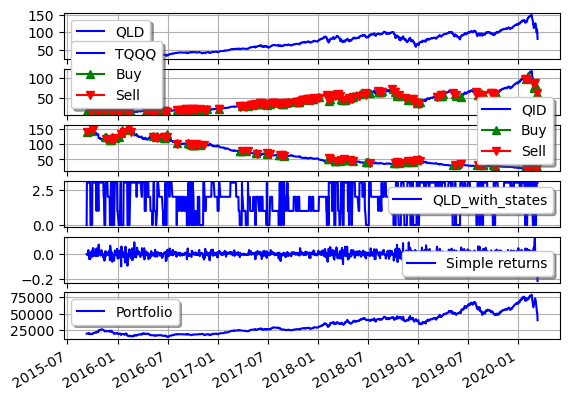 150
100
50
QLD
TQQQ
Buy
Sell
100
50
QID
Buy
Sell
150
100
50
2.5
0.0
QLD_with_states
0.0
−0.2
Simple returns
75000
50000
25000
Portfolio
2015-07
2016-01
2016-07
2017-01
2017-07
2018-01
2018-07
2019-01
2019-07
2020-01